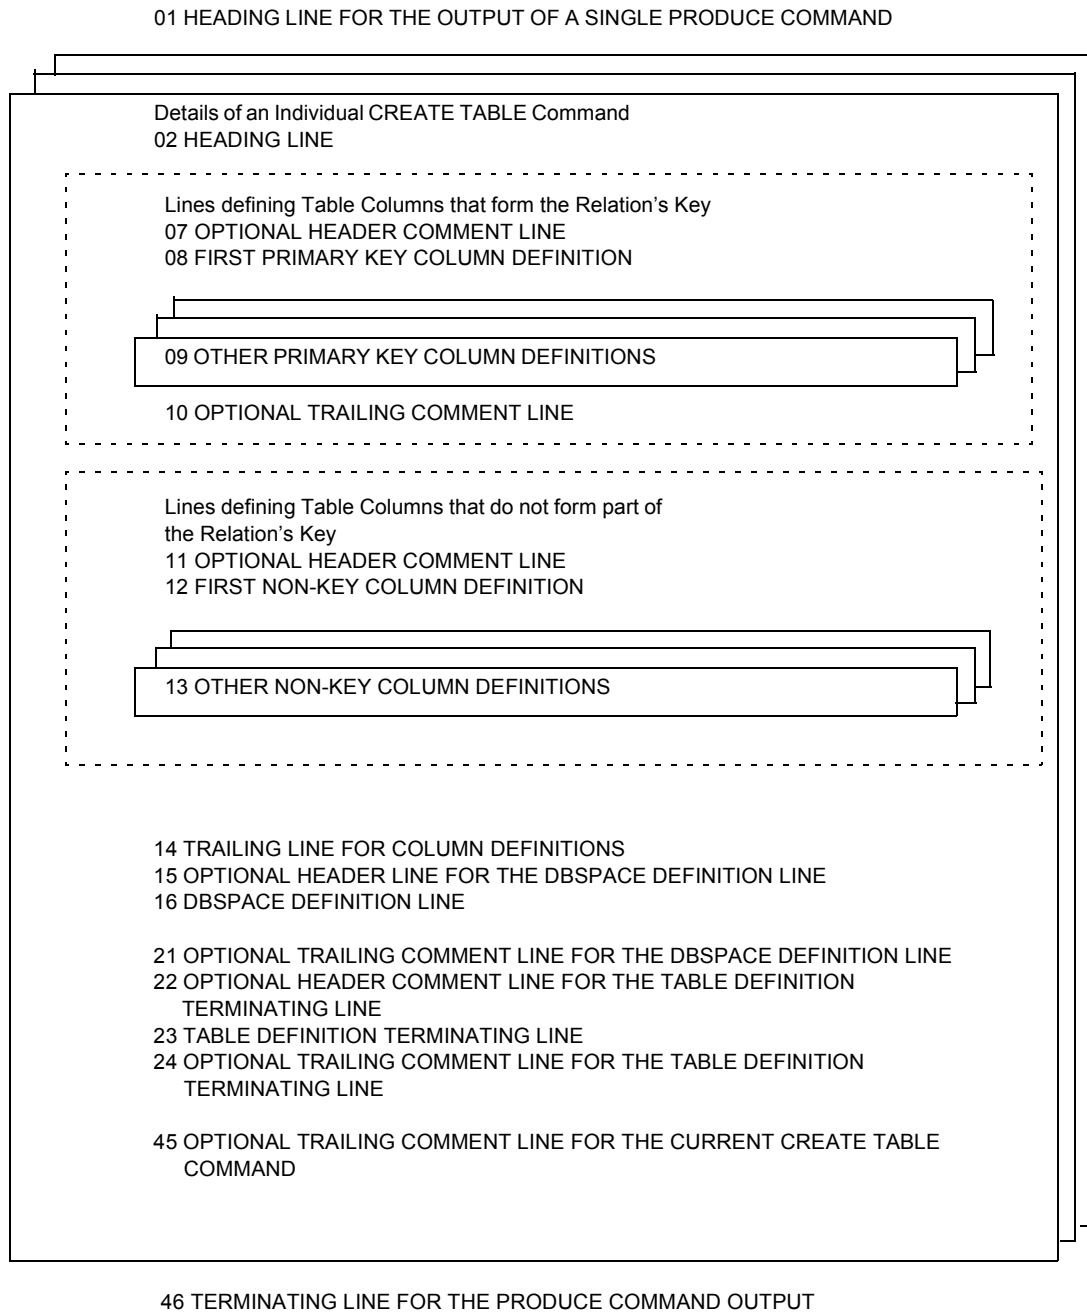 01 HEADING LINE FOR THE OUTPUT OF A SINGLE PRODUCE COMMAND
Details of an Individual CREATE TABLE Command
02 HEADING LINE
Lines defining Table Columns that form the Relation's Key
07 OPTIONAL HEADER COMMENT LINE
08 FIRST PRIMARY KEY COLUMN DEFINITION
09 OTHER PRIMARY KEY COLUMN DEFINITIONS
10 OPTIONAL TRAILING COMMENT LINE
Lines defining Table Columns that do not form part of
the Relation's Key
11 OPTIONAL HEADER COMMENT LINE
12 FIRST NON-KEY COLUMN DEFINITION
13 OTHER NON-KEY COLUMN DEFINITIONS
14 TRAILING LINE FOR COLUMN DEFINITIONS
15 OPTIONAL HEADER LINE FOR THE DBSPACE DEFINITION LINE
16 DBSPACE DEFINITION LINE
21 OPTIONAL TRAILING COMMENT LINE FOR THE DBSPACE DEFINITION LINE
22 OPTIONAL HEADER COMMENT LINE FOR THE TABLE DEFINITION
TERMINATING LINE
23 TABLE DEFINITION TERMINATING LINE
24 OPTIONAL TRAILING COMMENT LINE FOR THE TABLE DEFINITION
TERMINATING LINE
45 OPTIONAL TRAILING COMMENT LINE FOR THE CURRENT CREATE TABLE
COMMAND
46 TERMINATING LINE FOR THE PRODUCE COMMAND OUTPUT